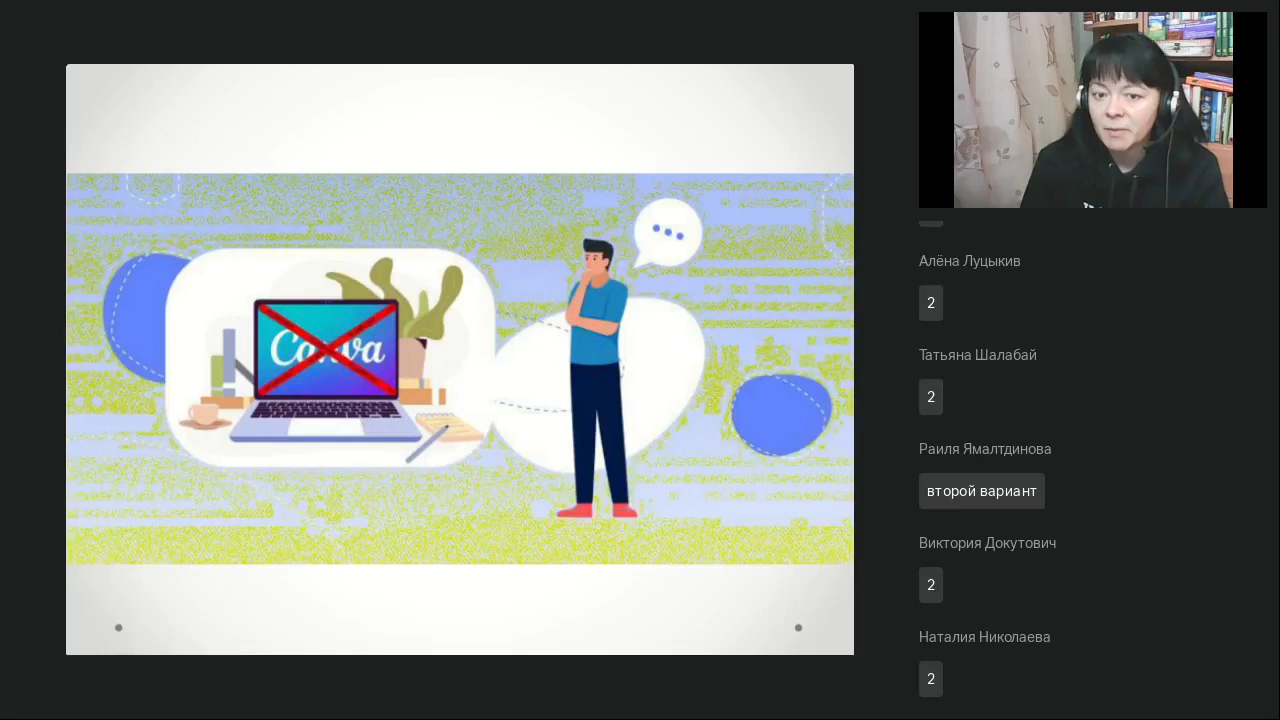 Canva
Алёна Луцыкив
2
Татьяна Шалабай
2
Раиля Ямалтдинова
второй вариант
Виктория Докутович
2
Наталия Николаева
2